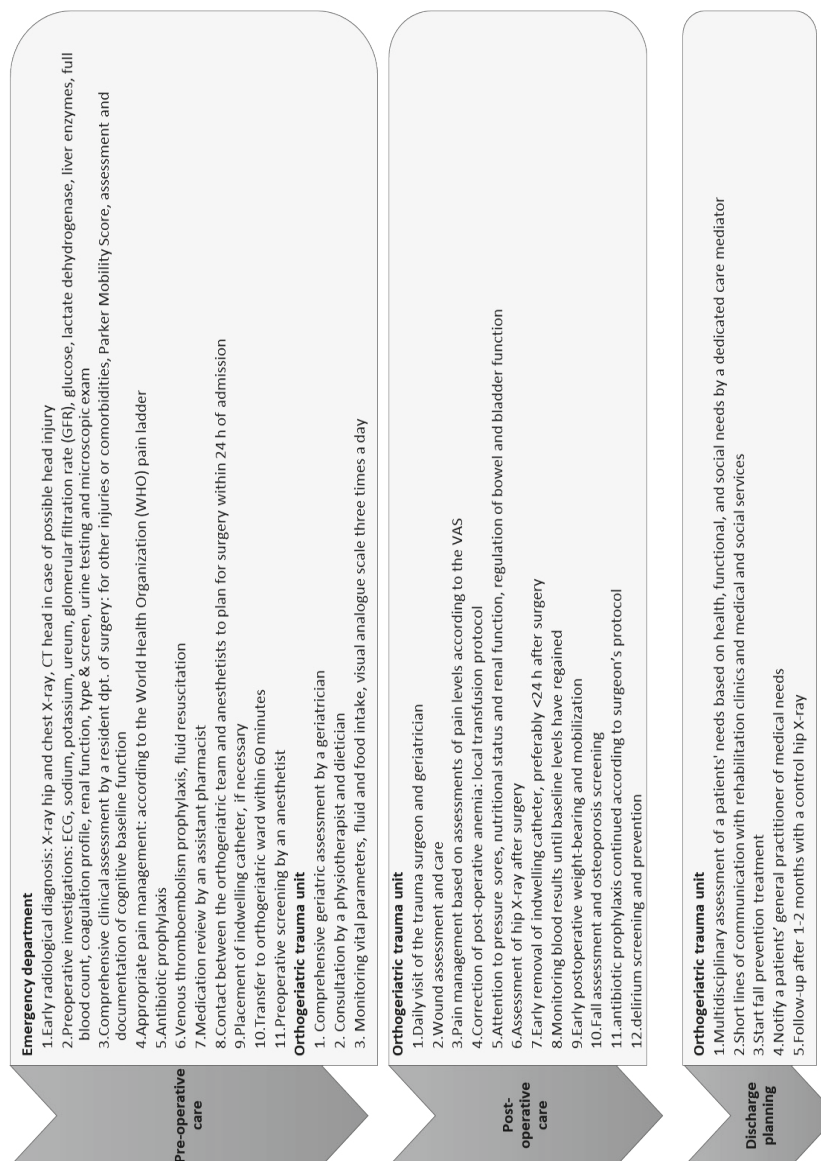 Pre-operative
care
Emergency department
1.Early radiological diagnosis: X-ray hip and chest X-ray, CT head in case of possible head injury
2.Preoperative investigations: ECG, sodium, potassium, ureum, glomerular filtration rate (GFR), glucose, lactate dehydrogenase, liver enzymes, full
blood count, coagulation profile, renal function, type & screen, urine testing and microscopic exam
3.Comprehensive clinical assessment by a resident dpt. of surgery: for other injuries or comorbidities, Parker Mobility Score, assessment and
documentation of cognitive baseline function
4.Appropriate pain management: according to the World Health Organization (WHO) pain ladder
5.Antibiotic prophylaxis
6.Venous thromboembolism prophylaxis, fluid resuscitation
7.Medication review by an assistant pharmacist
8.Contact between the orthogeriatric team and anesthetists to plan for surgery within 24 h of admission
9.Placement of indwelling catheter, if necessary
10.Transfer to orthogeriatric ward within 60 minutes
11.Preoperative screening by an anesthetist
Orthogeriatric trauma unit
1. Comprehensive geriatric assessment by a geriatrician
2. Consultation by a physiotherapist and dietician
3. Monitoring vital parameters, fluid and food intake, visual analogue scale three times a day
Post-
operative
care
Orthogeriatric trauma unit
1.Daily visit of the trauma surgeon and geriatrician
2.Wound assessment and care
3.Pain management based on assessments of pain levels according to the VAS
4.Correction of post-operative anemia: local transfusion protocol
5.Attention to pressure sores, nutritional status and renal function, regulation of bowel and bladder function
6.Assessment of hip X-ray after surgery
7.Early removal of indwelling catheter, preferably <24 h after surgery
8.Monitoring blood results until baseline levels have regained
9.Early postoperative weight-bearing and mobilization
10.Fall assessment and osteoporosis screening
11.antibiotic prophylaxis continued according to surgeon's protocol
12.delirium screening and prevention
Discharge
planning
Orthogeriatric trauma unit
1.Multidisciplinary assessment of a patients' needs based on health, functional, and social needs by a dedicated care mediator
2.Short lines of communication with rehabilitation clinics and medical and social services
3.Start fall prevention treatment
4.Notify a patients' general practitioner of medical needs
5.Follow-up after 1-2 months with a control hip X-ray